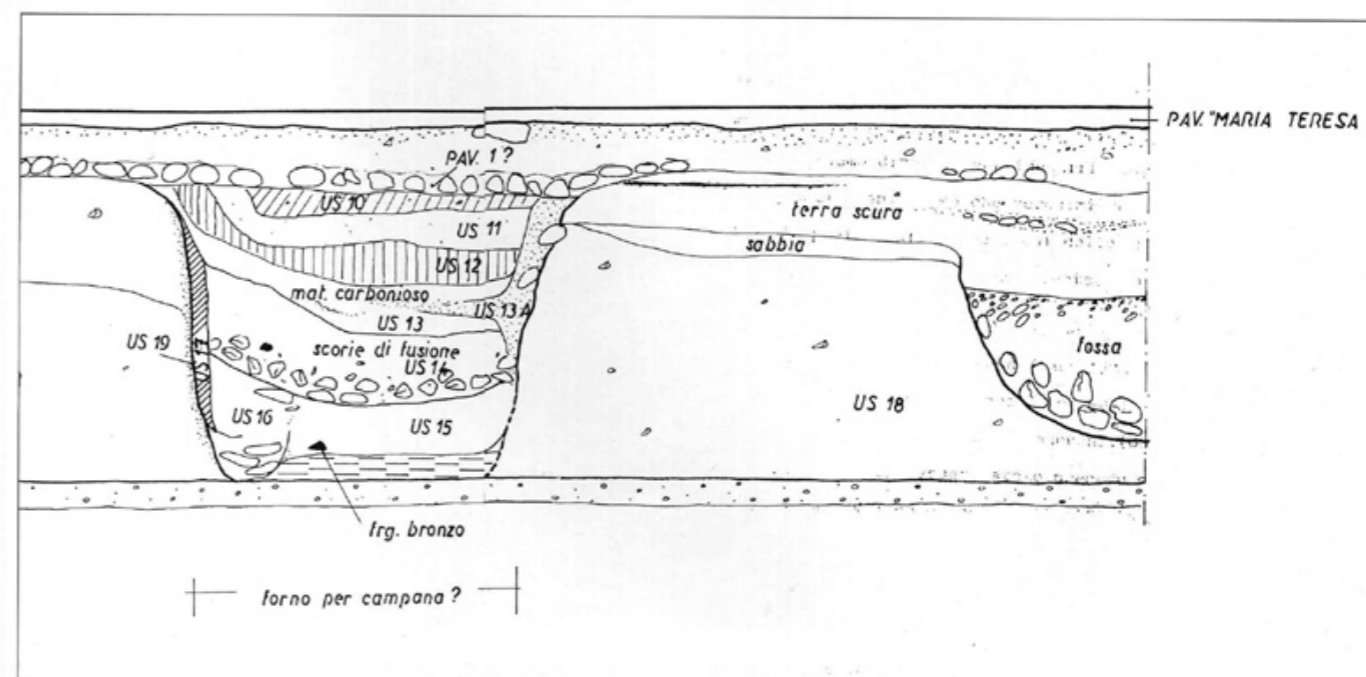 PAV. "MARIA TERESA
PAV. 1 ?
US 10
terra scura
US 11
sabbia
US 12
mat. carbonioso
US 13 A
US 13
US 19
US 17
scorie di fusione
US 14
fossa
US 18
US 16
US 15
frg. bronzo
forno per campana ?